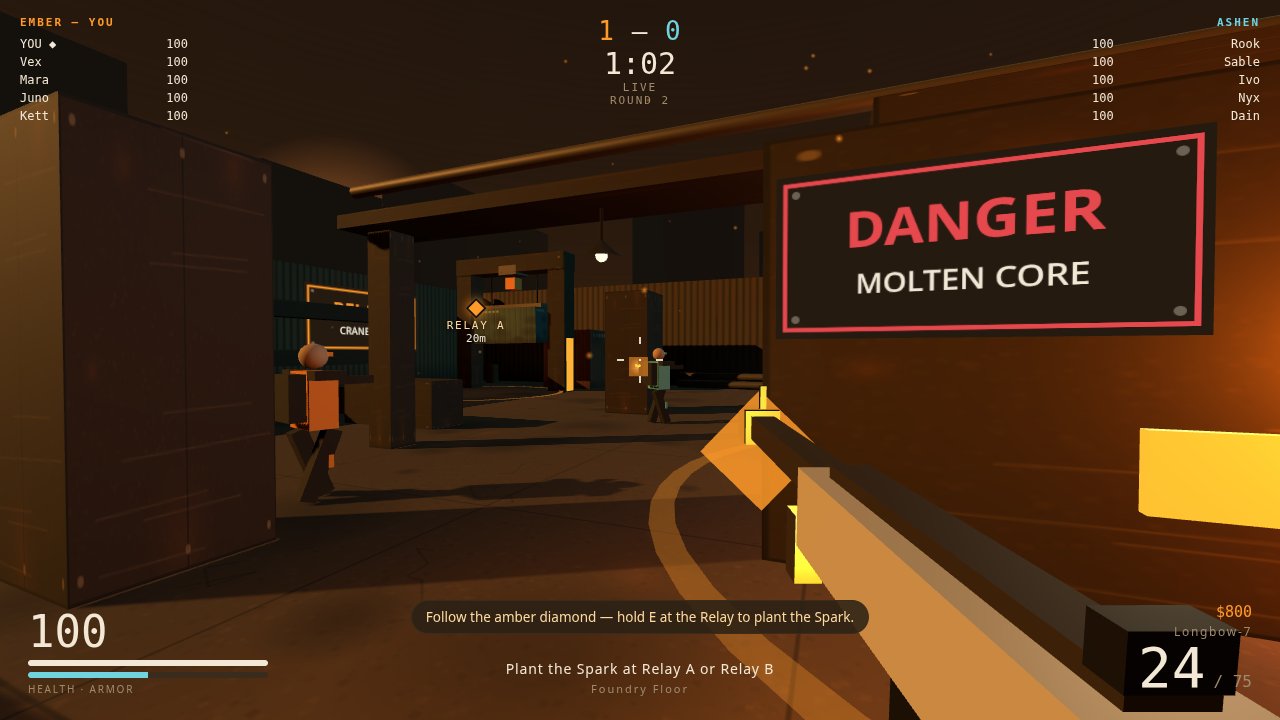 EMBER — YOU
YOU ◆ 100
Vex 100
Mara 100
Juno 100
Kett 100
1 — 0
1:02
LIVE
ROUND 2
ASHEN
100 Rook
100 Sable
100 Ivo
100 Nyx
100 Dain
DANGER
MOLTEN CORE
CRANE
RELAY A
20m
Follow the amber diamond — hold E at the Relay to plant the Spark.
Plant the Spark at Relay A or Relay B
Foundry Floor
100
HEALTH · ARMOR
$800
Longbow-7
24 / 75